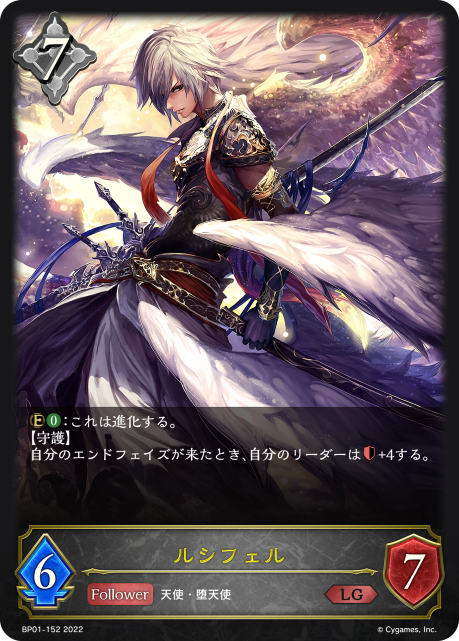 7
E 0：これは進化する。
【守護】
自分のエンドフェイズが来たとき、自分のリーダーは+4する。
ルシフェル
6
Follower 天使・堕天使
LG
7
BP01-152 2022
© Cygames, Inc.